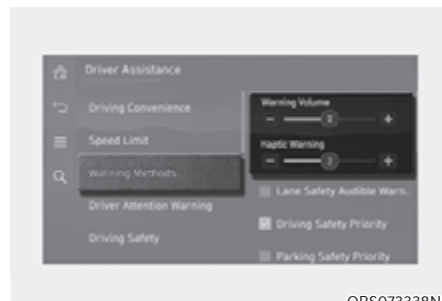 Driver Assistance
Driving Convenience
Speed Limit
Warning Methods
Driver Attention Warning
Driving Safety
Warning Volume
Haptic Warning
Lane Safety Audible Warn..
Driving Safety Priority
Parking Safety Priority